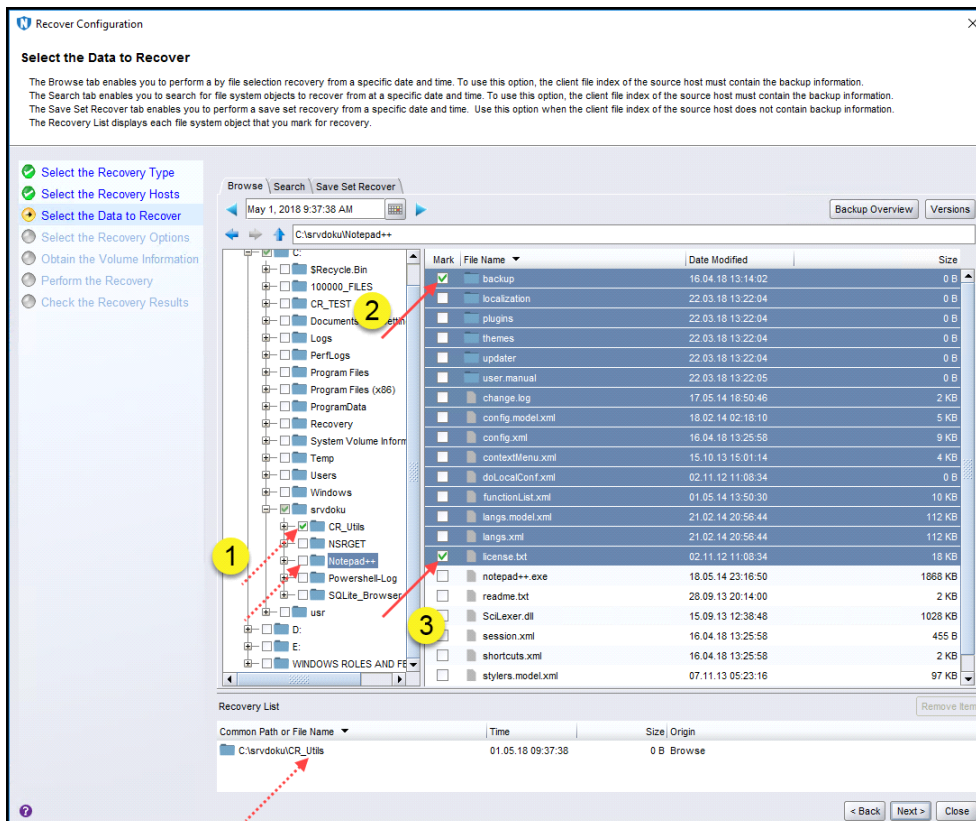 Recover Configuration
Select the Data to Recover
The Browse tab enables you to perform a by file selection recovery from a specific date and time. To use this option, the client file index of the source host must contain the backup information.
The Search tab enables you to search for file system objects to recover from at a specific date and time. To use this option, the client file index of the source host must contain the backup information.
The Save Set Recover tab enables you to perform a save set recovery from a specific date and time. Use this option when the client file index of the source host does not contain backup information.
The Recovery List displays each file system object that you mark for recovery.
Select the Recovery Type
Select the Recovery Hosts
Select the Data to Recover
Select the Recovery Options
Obtain the Volume Information
Perform the Recovery
Check the Recovery Results
Browse Search Save Set Recover
May 1, 2018 9:37:38 AM Backup Overview Versions
C:\srvdoku\Notepad++
C:
$Recycle.Bin
100000_FILES
CR_TEST
Documents
Logs
PerfLogs
Program Files
Program Files (x86)
ProgramData
Recovery
System Volume Inform
Temp
Users
Windows
srvdoku
CR_Utils
NSRGET
Notepad++
Powershell-Log
SQLite_Browser
usr
D:
E:
WINDOWS ROLES AND FE
1
2
3
Mark File Name Date Modified Size
backup 16.04.18 13:14:02 0 B
localization 22.03.18 13:22:04 0 B
plugins 22.03.18 13:22:04 0 B
themes 22.03.18 13:22:04 0 B
updater 22.03.18 13:22:04 0 B
user.manual 22.03.18 13:22:05 0 B
change.log 17.05.14 18:50:46 2 KB
config.model.xml 18.02.14 02:18:10 5 KB
config.xml 16.04.18 13:25:58 9 KB
contextMenu.xml 15.10.13 15:01:14 4 KB
doLocalConf.xml 02.11.12 11:08:34 0 B
functionList.xml 01.05.14 13:50:30 10 KB
langs.model.xml 21.02.14 20:56:44 112 KB
langs.xml 21.02.14 20:56:44 112 KB
license.txt 02.11.12 11:08:34 18 KB
notepad++.exe 18.05.14 23:16:50 1868 KB
readme.txt 28.09.13 20:14:00 2 KB
SciLexer.dll 15.09.13 12:38:48 1028 KB
session.xml 16.04.18 13:25:58 455 B
shortcuts.xml 16.04.18 13:25:58 2 KB
stylers.model.xml 07.11.13 05:23:16 97 KB
Recovery List Remove Item
Common Path or File Name Time Size Origin
C:\srvdoku\CR_Utils 01.05.18 09:37:38 0 B Browse
< Back Next > Close